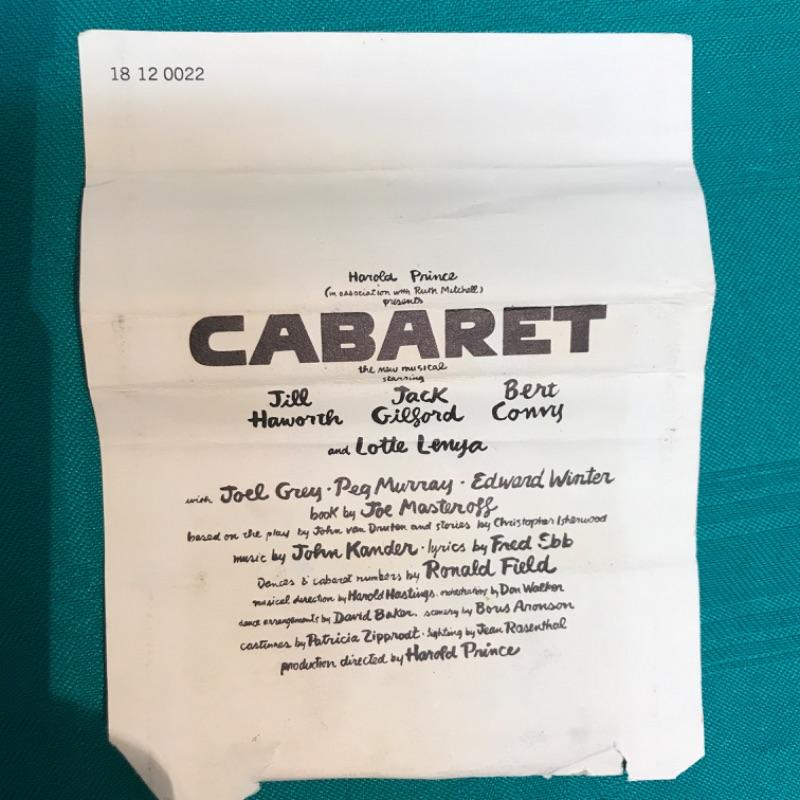 18 12 0022
Harold Prince
(in association with Ruth Mitchell)
presents
CABARET
the new musical
starring
Jill Haworth Jack Gilford Bert Convy
and Lotte Lenya
with Joel Grey · Peg Murray · Edward Winter
book by Joe Masteroff
based on the play by John van Druten and stories by Christopher Isherwood
music by John Kander · lyrics by Fred Ebb
Dances & cabaret numbers by Ronald Field
musical direction by Harold Hastings. orchestrations by Don Walker
dance arrangements by David Baker. scenery by Boris Aronson
costumes by Patricia Zipprodt · lighting by Jean Rosenthal
production directed by Harold Prince